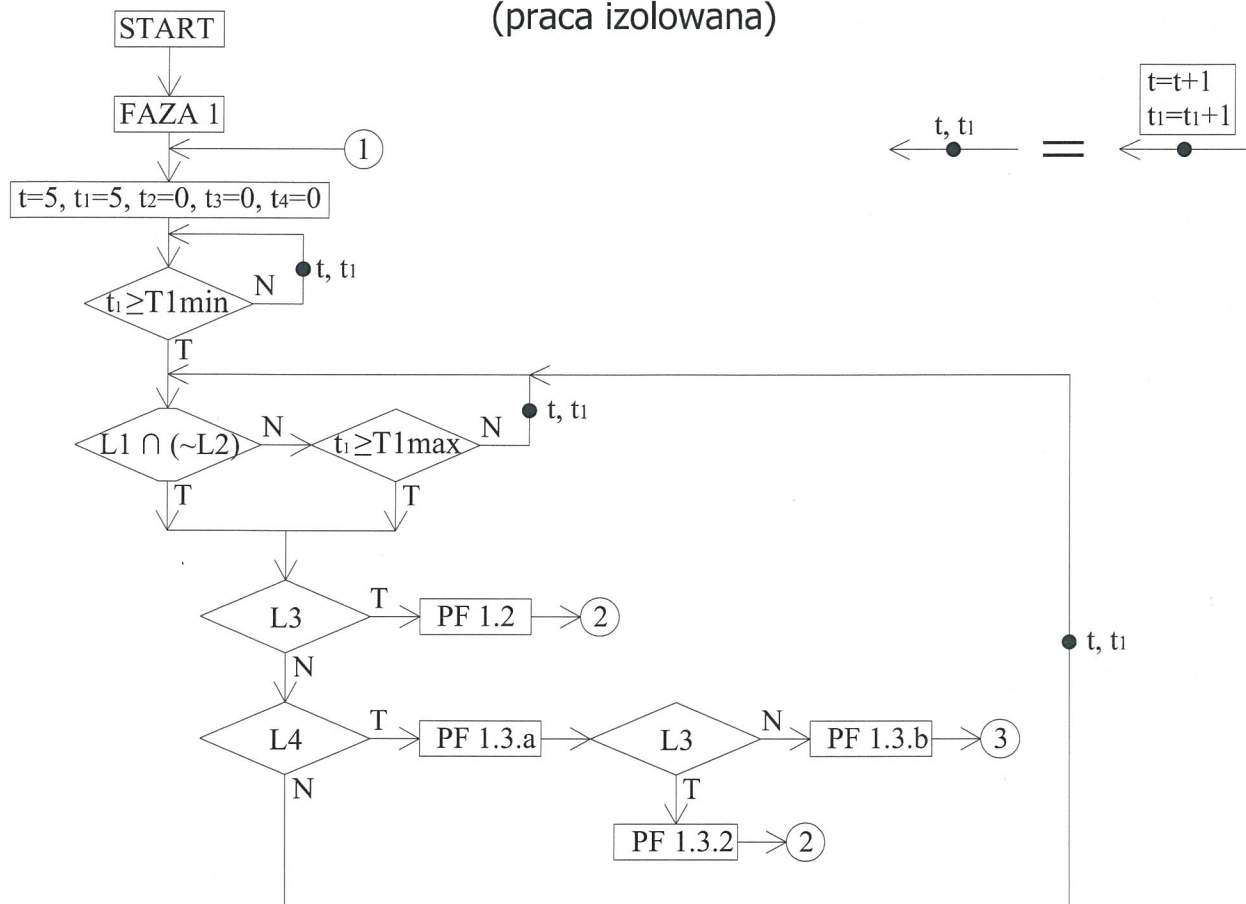 (praca izolowana)
START
FAZA 1
1
t=5, t1=5, t2=0, t3=0, t4=0
t, t1
=
t=t+1
t1=t1+1
t1≥T1min
N
t, t1
T
L1 ∩ (~L2)
N
t1≥T1max
N
t, t1
T
T
L3
T
PF 1.2
2
N
t, t1
L4
T
PF 1.3.a
L3
N
PF 1.3.b
3
N
T
PF 1.3.2
2